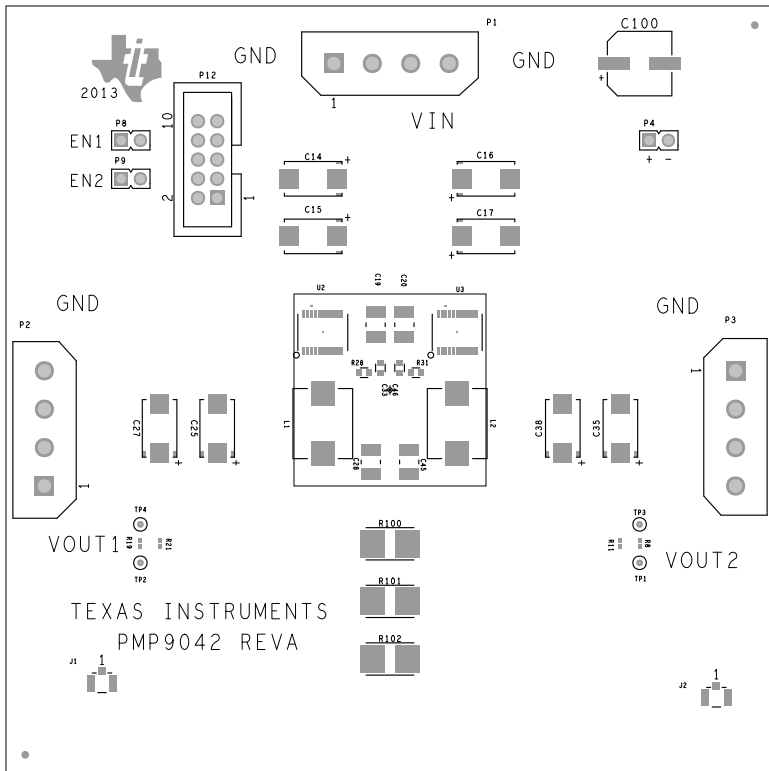 P1
C100
GND
GND
P12
2013
VIN
1
+
10
P8
EN1
P4
+ -
P9
EN2
2
1
C14
+
C16
+
C15
+
C17
+
GND
U2
C19
C20
U3
GND
P2
P3
1
R28
R31
C33
C46
L1
L2
C27
+
C25
+
C38
+
C35
+
C28
C45
1
TP4
TP3
R100
VOUT1
R19
R21
R11
R8
VOUT2
TP2
TP1
R101
TEXAS INSTRUMENTS
PMP9042 REVA
R102
J1
1
J2
1